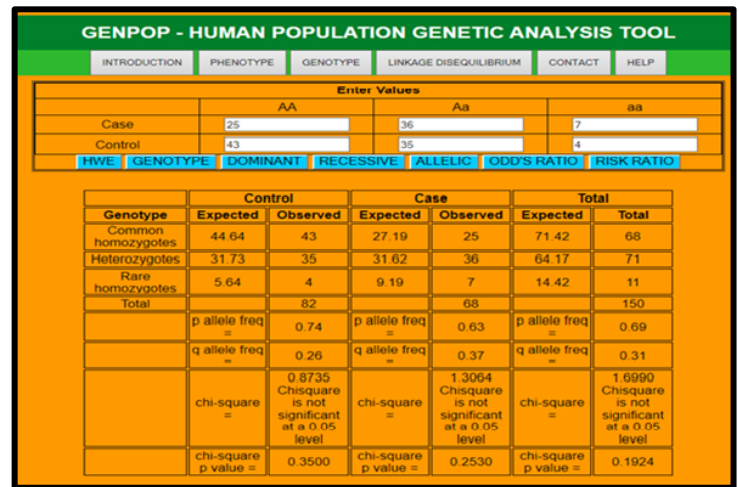 GENPOP - HUMAN POPULATION GENETIC ANALYSIS TOOL
INTRODUCTION PHENOTYPE GENOTYPE LINKAGE DISEQUILIBRIUM CONTACT HELP
Enter Values
AA Aa aa
Case 25 36 7
Control 43 35 4
HWE GENOTYPE DOMINANT RECESSIVE ALLELIC ODD'S RATIO RISK RATIO
Control Case Total
Genotype Expected Observed Expected Observed Expected Total
Common homozygotes 44.64 43 27.19 25 71.42 68
Heterozygotes 31.73 35 31.62 36 64.17 71
Rare homozygotes 5.64 4 9.19 7 14.42 11
Total 82 68 150
p allele freq = 0.74 p allele freq = 0.63 p allele freq = 0.69
q allele freq = 0.26 q allele freq = 0.37 q allele freq = 0.31
chi-square = 0.8735 Chisquare is not significant at a 0.05 level chi-square = 1.3064 Chisquare is not significant at a 0.05 level chi-square = 1.6990 Chisquare is not significant at a 0.05 level
chi-square p value = 0.3500 chi-square p value = 0.2530 chi-square p value = 0.1924